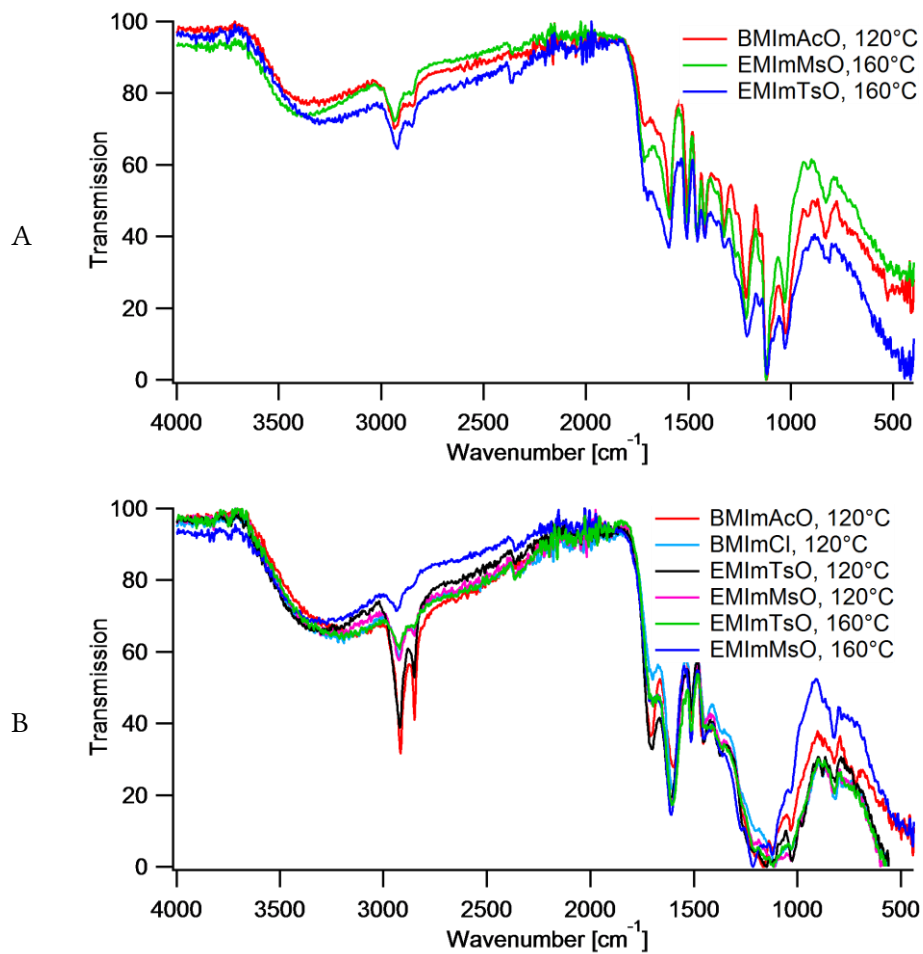 100
80
60
40
20
0
Transmission
A
BMImAcO, 120°C
EMImMsO,160°C
EMImTsO, 160°C
4000 3500 3000 2500 2000 1500 1000 500
Wavenumber [cm⁻¹]
100
80
60
40
20
0
Transmission
B
BMImAcO, 120°C
BMImCl, 120°C
EMImTsO, 120°C
EMImMsO, 120°C
EMImTsO, 160°C
EMImMsO, 160°C
4000 3500 3000 2500 2000 1500 1000 500
Wavenumber [cm⁻¹]